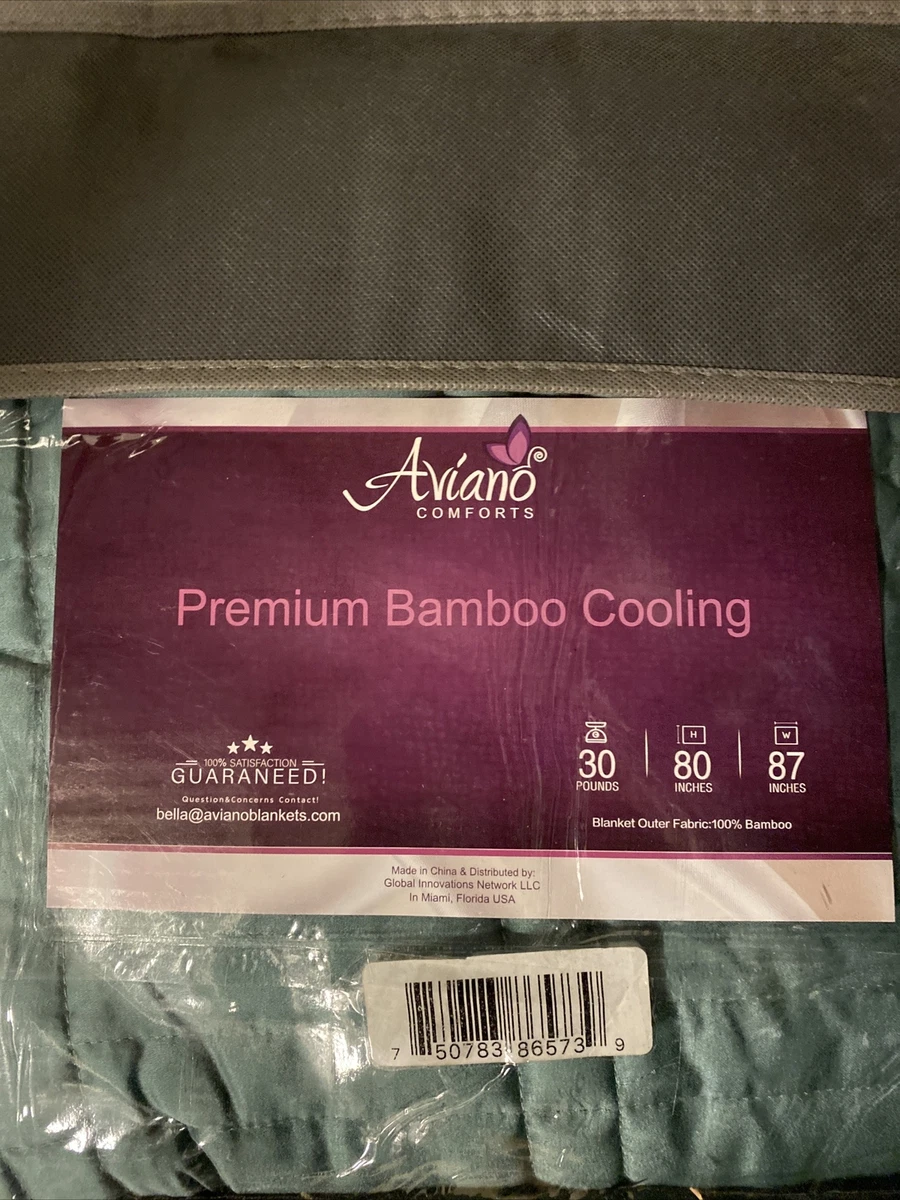 Aviano
COMFORTS
Premium Bamboo Cooling
100% SATISFACTION
GUARANEED!
Question&Concerns Contact!
bella@avianoblankets.com
30
POUNDS
H
80
INCHES
W
87
INCHES
Blanket Outer Fabric:100% Bamboo
Made in China & Distributed by:
Global Innovations Network LLC
In Miami, Florida USA
7 50783 86573 9